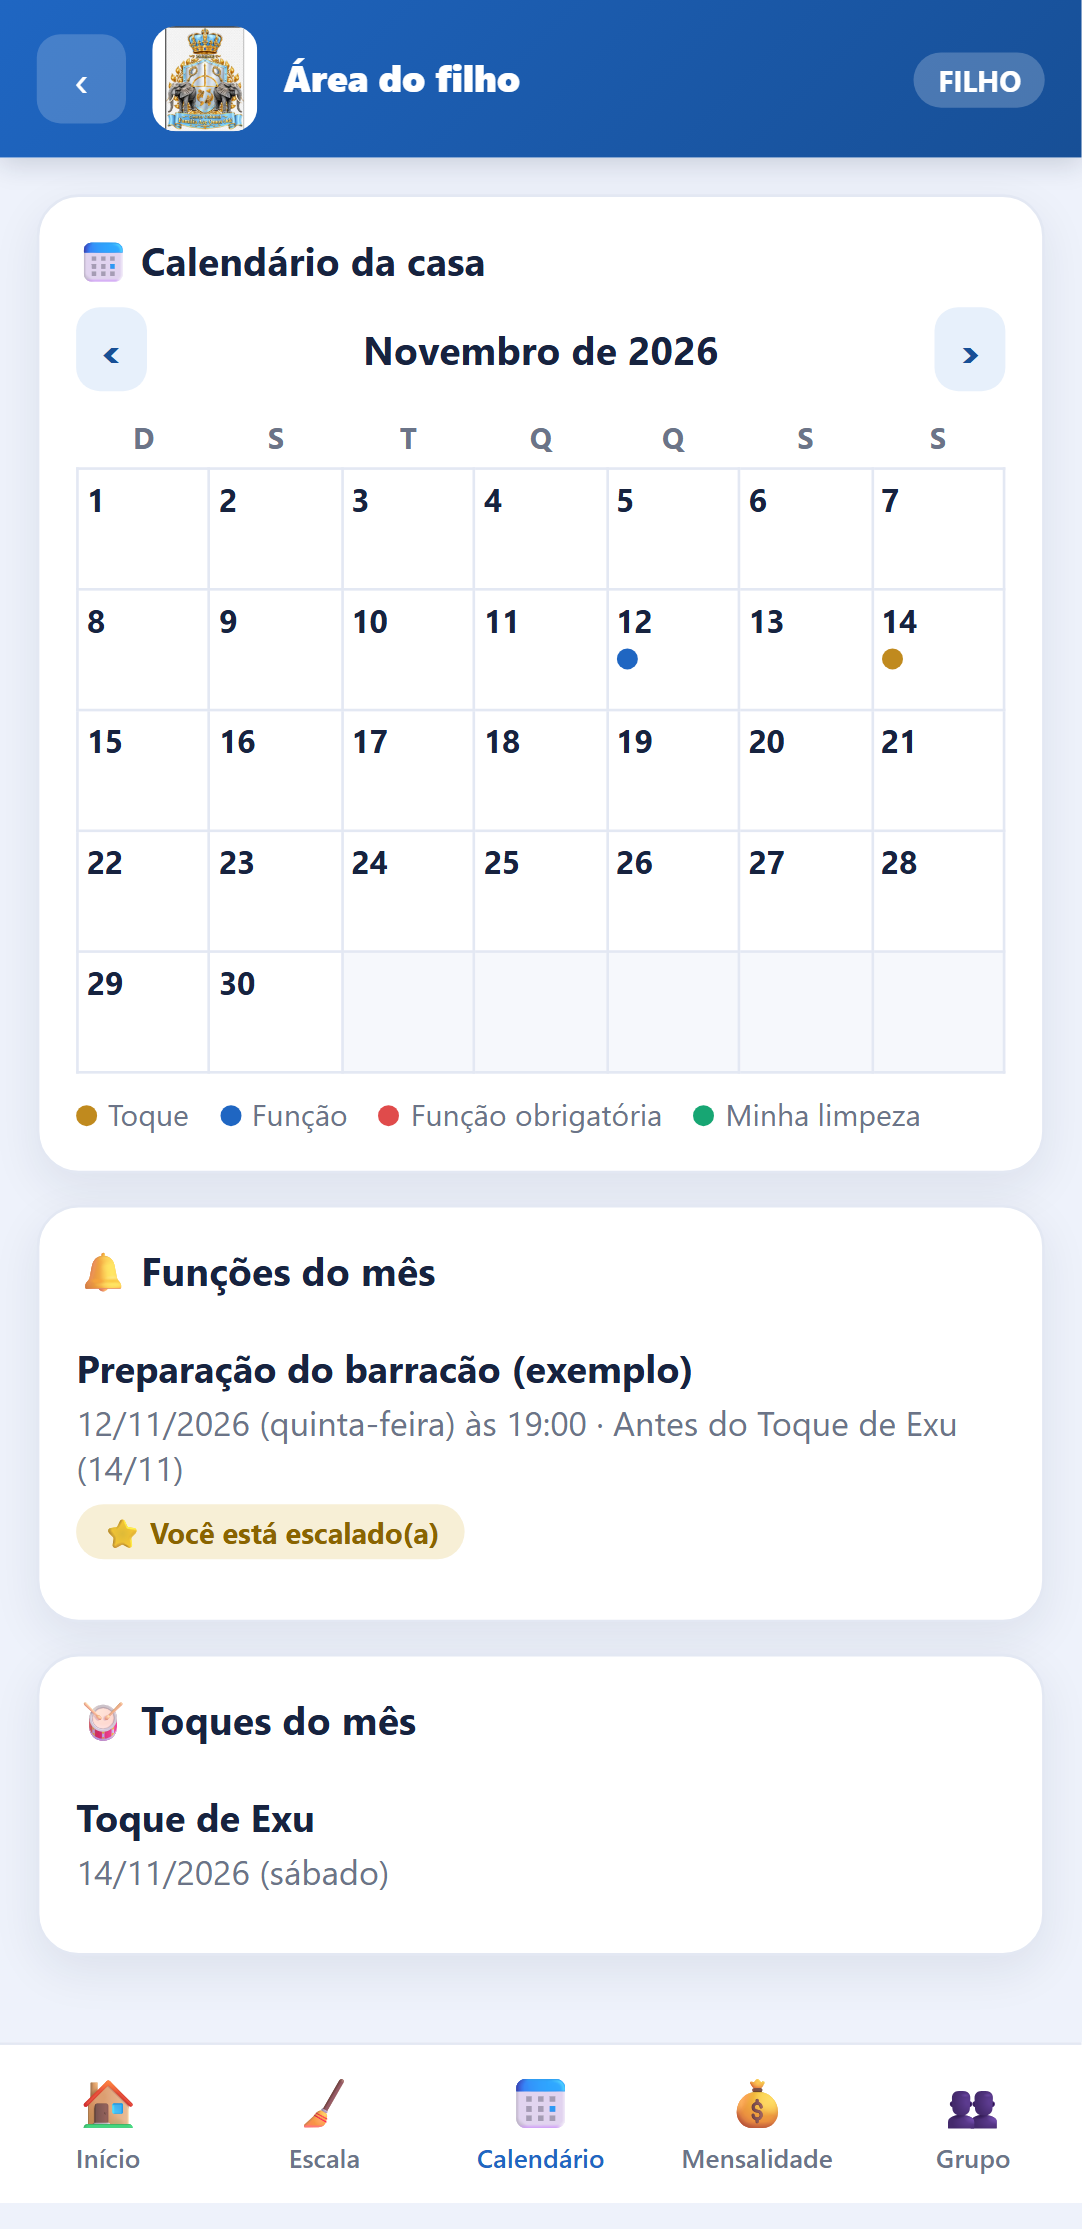 ‹ Área do filho FILHO
Calendário da casa
‹ Novembro de 2026 ›
D S T Q Q S S
1 2 3 4 5 6 7
8 9 10 11 12 13 14
15 16 17 18 19 20 21
22 23 24 25 26 27 28
29 30
Toque Função Função obrigatória Minha limpeza
Funções do mês
Preparação do barracão (exemplo)
12/11/2026 (quinta-feira) às 19:00 · Antes do Toque de Exu
(14/11)
Você está escalado(a)
Toques do mês
Toque de Exu
14/11/2026 (sábado)
Início Escala Calendário Mensalidade Grupo